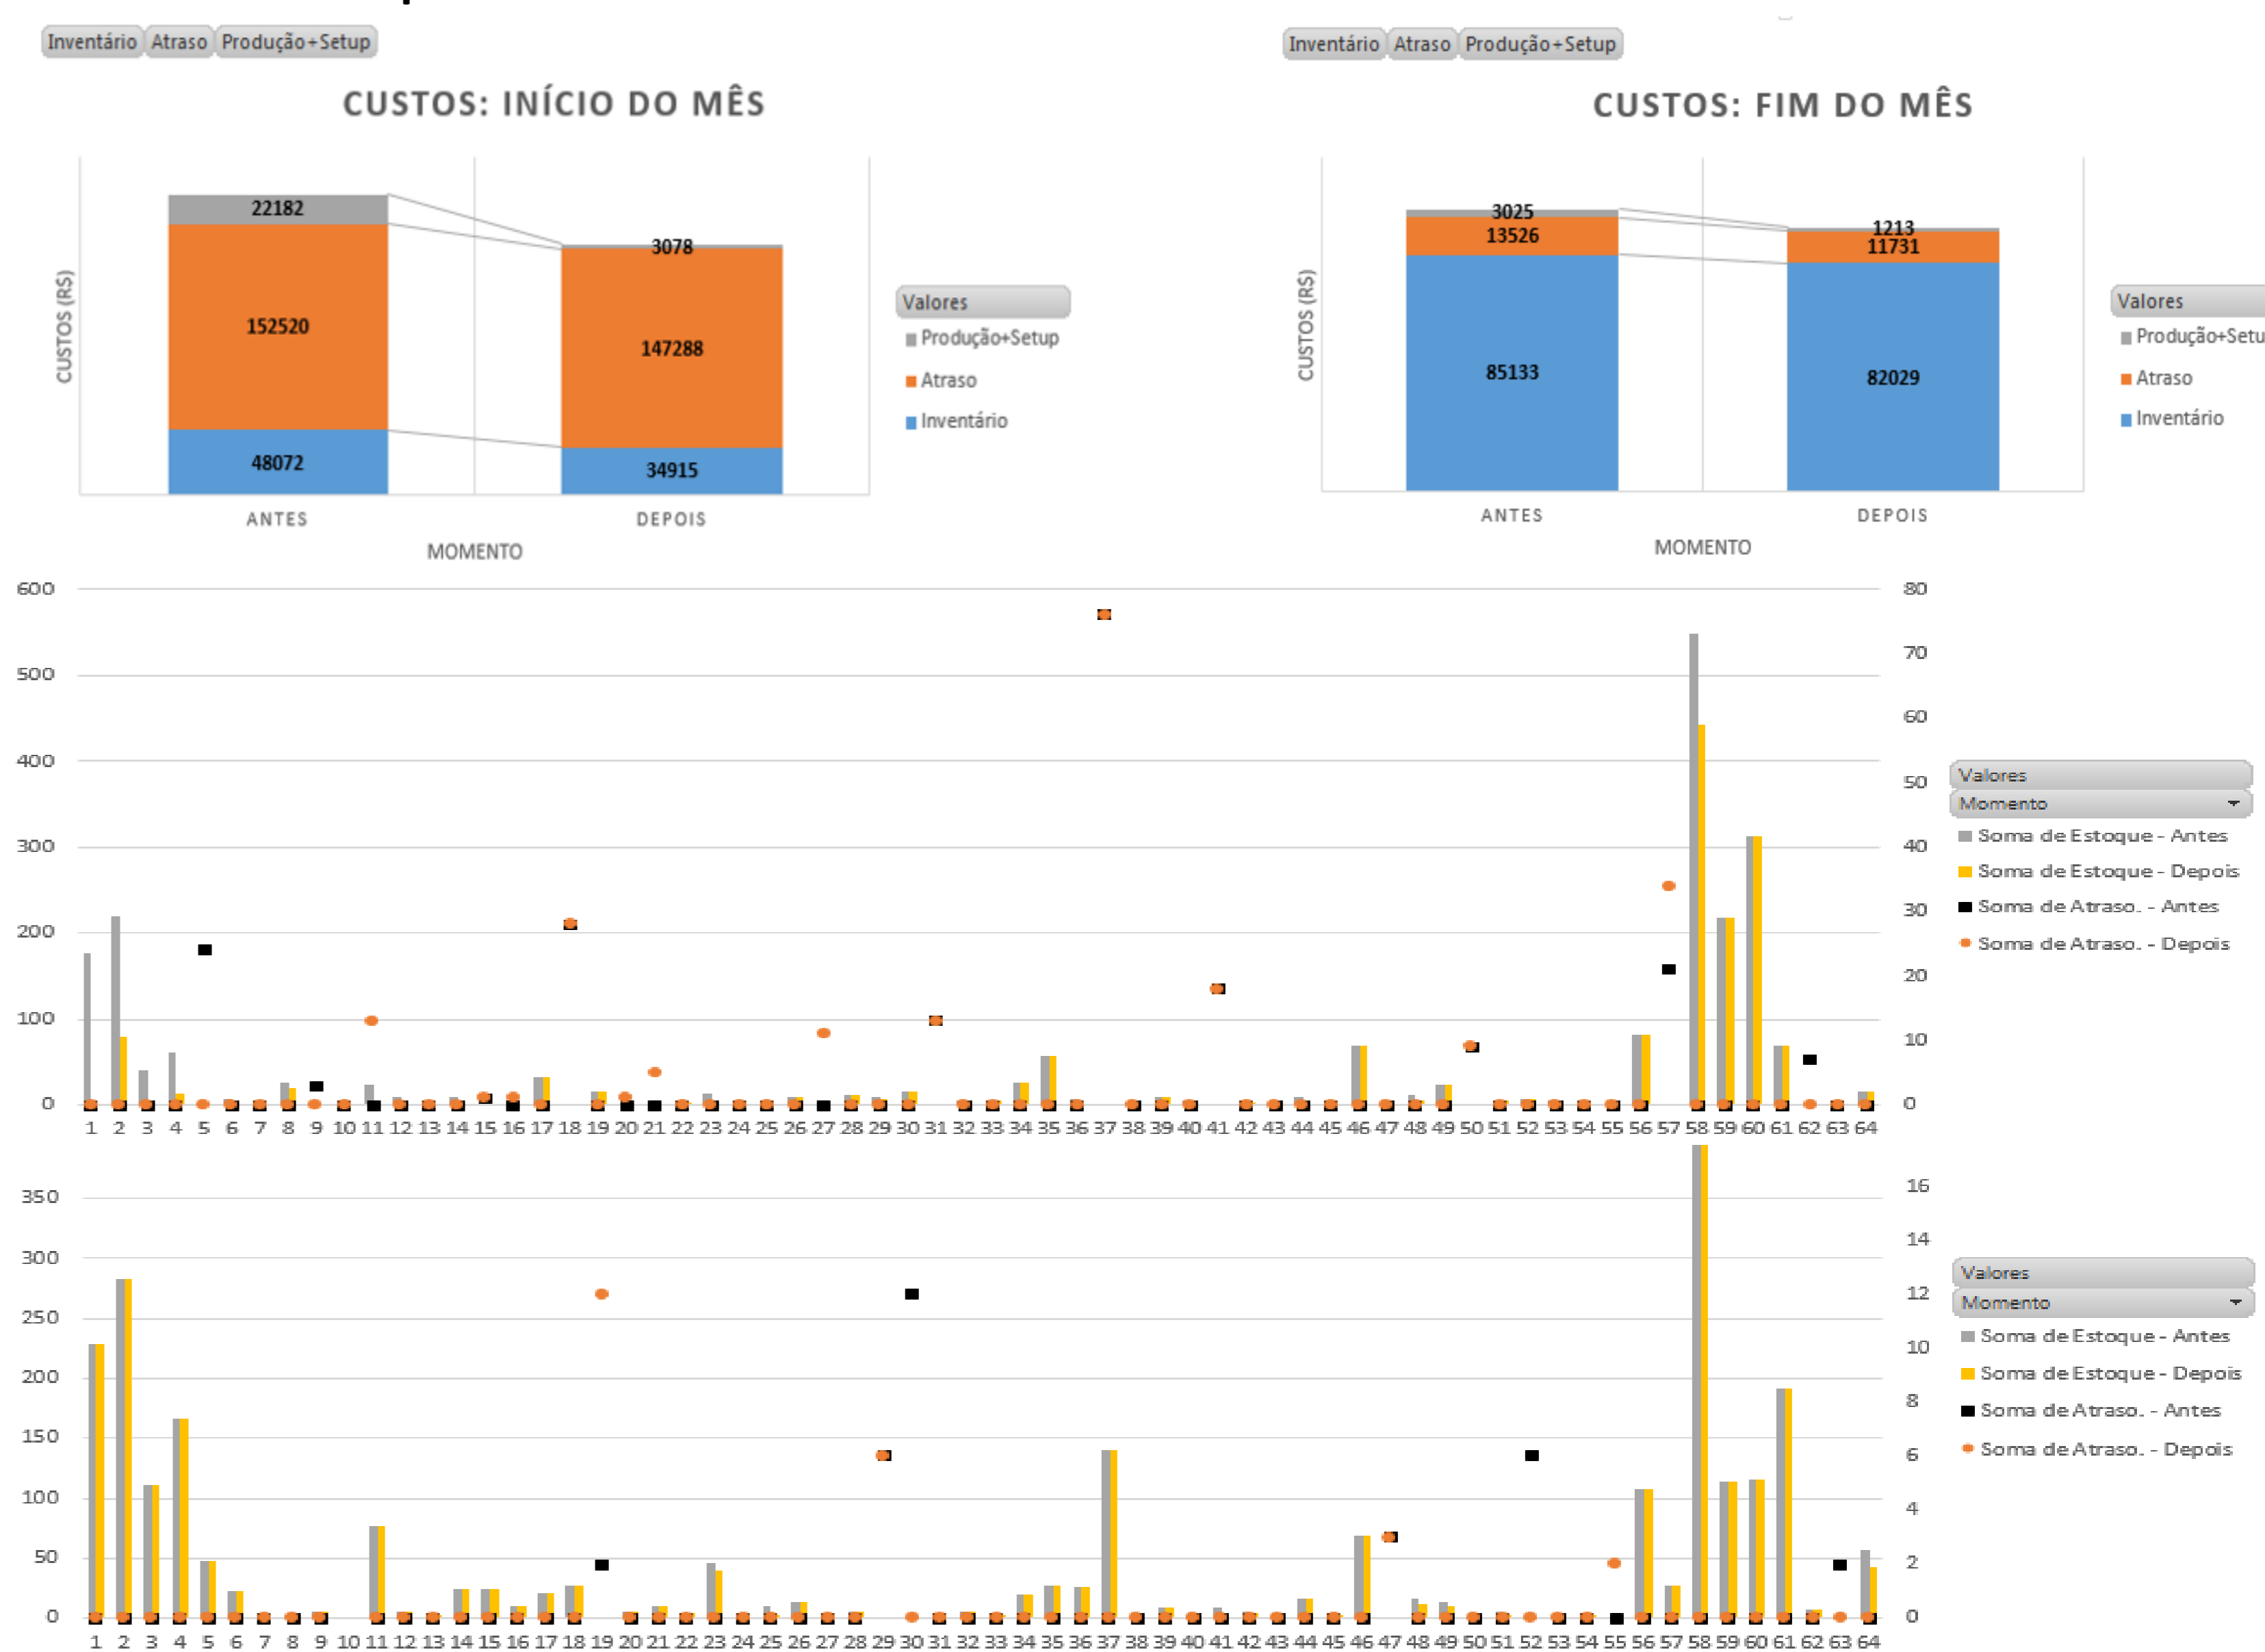 Inventário Atraso Produção+Setup
CUSTOS: INÍCIO DO MÊS
CUSTOS (R$)
22182
152520
48072
3078
147288
34915
ANTES DEPOIS
MOMENTO
Valores
Produção+Setup
Atraso
Inventário
Inventário Atraso Produção+Setup
CUSTOS: FIM DO MÊS
CUSTOS (R$)
3025
13526
85133
1213
11731
82029
ANTES DEPOIS
MOMENTO
Valores
Produção+Setu
Atraso
Inventário
600
500
400
300
200
100
0
80
70
60
50
40
30
20
10
0
1 2 3 4 5 6 7 8 9 10 11 12 13 14 15 16 17 18 19 20 21 22 23 24 25 26 27 28 29 30 31 32 33 34 35 36 37 38 39 40 41 42 43 44 45 46 47 48 49 50 51 52 53 54 55 56 57 58 59 60 61 62 63 64
Valores
Momento
Soma de Estoque - Antes
Soma de Estoque - Depois
Soma de Atraso. - Antes
Soma de Atraso. - Depois
350
300
250
200
150
100
50
0
16
14
12
10
8
6
4
2
0
1 2 3 4 5 6 7 8 9 10 11 12 13 14 15 16 17 18 19 20 21 22 23 24 25 26 27 28 29 30 31 32 33 34 35 36 37 38 39 40 41 42 43 44 45 46 47 48 49 50 51 52 53 54 55 56 57 58 59 60 61 62 63 64
Valores
Momento
Soma de Estoque - Antes
Soma de Estoque - Depois
Soma de Atraso. - Antes
Soma de Atraso. - Depois